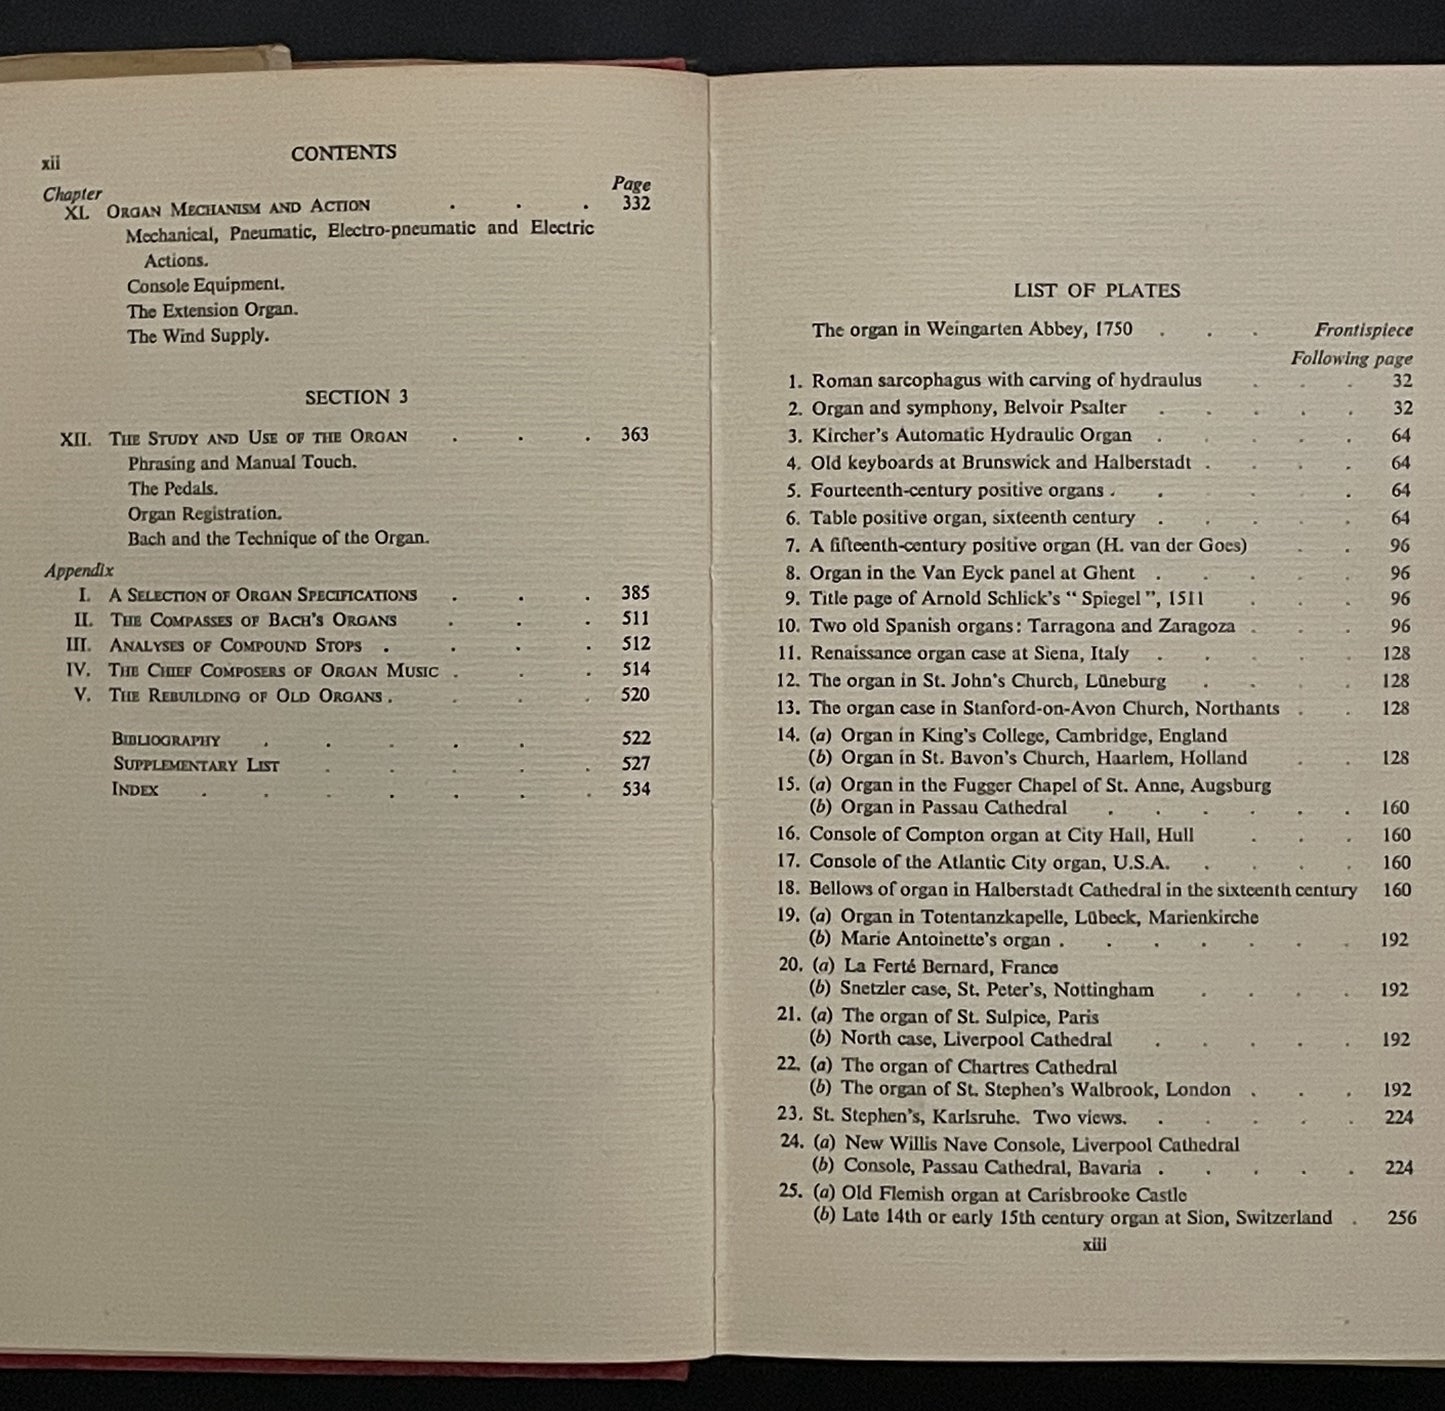 xii
CONTENTS
Chapter
Page
XI. ORGAN MECHANISM AND ACTION . . . 332
Mechanical, Pneumatic, Electro-pneumatic and Electric
Actions.
Console Equipment.
The Extension Organ.
The Wind Supply.
SECTION 3
XII. THE STUDY AND USE OF THE ORGAN . . . 363
Phrasing and Manual Touch.
The Pedals.
Organ Registration.
Bach and the Technique of the Organ.
Appendix
I. A SELECTION OF ORGAN SPECIFICATIONS . . . 385
II. THE COMPASSES OF BACH'S ORGANS . . . 511
III. ANALYSES OF COMPOUND STOPS . . . . 512
IV. THE CHIEF COMPOSERS OF ORGAN MUSIC . . . 514
V. THE REBUILDING OF OLD ORGANS . . . . 520
BIBLIOGRAPHY . . . . . 522
SUPPLEMENTARY LIST . . . . . 527
INDEX . . . . . . . 534
LIST OF PLATES
The organ in Weingarten Abbey, 1750 . . . Frontispiece
Following page
1. Roman sarcophagus with carving of hydraulus . . . 32
2. Organ and symphony, Belvoir Psalter . . . . . 32
3. Kircher's Automatic Hydraulic Organ . . . . . 64
4. Old keyboards at Brunswick and Halberstadt . . . . 64
5. Fourteenth-century positive organs . . . . . . 64
6. Table positive organ, sixteenth century . . . . . 64
7. A fifteenth-century positive organ (H. van der Goes) . . 96
8. Organ in the Van Eyck panel at Ghent . . . . . 96
9. Title page of Arnold Schlick's “ Spiegel ”, 1511 . . . 96
10. Two old Spanish organs: Tarragona and Zaragoza . . . 96
11. Renaissance organ case at Siena, Italy . . . . . 128
12. The organ in St. John's Church, Lüneburg . . . . 128
13. The organ case in Stanford-on-Avon Church, Northants . . 128
14. (a) Organ in King's College, Cambridge, England
(b) Organ in St. Bavon's Church, Haarlem, Holland . . 128
15. (a) Organ in the Fugger Chapel of St. Anne, Augsburg
(b) Organ in Passau Cathedral . . . . . . 160
16. Console of Compton organ at City Hall, Hull . . . 160
17. Console of the Atlantic City organ, U.S.A. . . . . 160
18. Bellows of organ in Halberstadt Cathedral in the sixteenth century 160
19. (a) Organ in Totentanzkapelle, Lübeck, Marienkirche
(b) Marie Antoinette's organ . . . . . . . 192
20. (a) La Ferté Bernard, France
(b) Snetzler case, St. Peter's, Nottingham . . . . 192
21. (a) The organ of St. Sulpice, Paris
(b) North case, Liverpool Cathedral . . . . . 192
22. (a) The organ of Chartres Cathedral
(b) The organ of St. Stephen's Walbrook, London . . . 192
23. St. Stephen's, Karlsruhe. Two views. . . . . . 224
24. (a) New Willis Nave Console, Liverpool Cathedral
(b) Console, Passau Cathedral, Bavaria . . . . . 224
25. (a) Old Flemish organ at Carisbrooke Castle
(b) Late 14th or early 15th century organ at Sion, Switzerland . 256
xiii